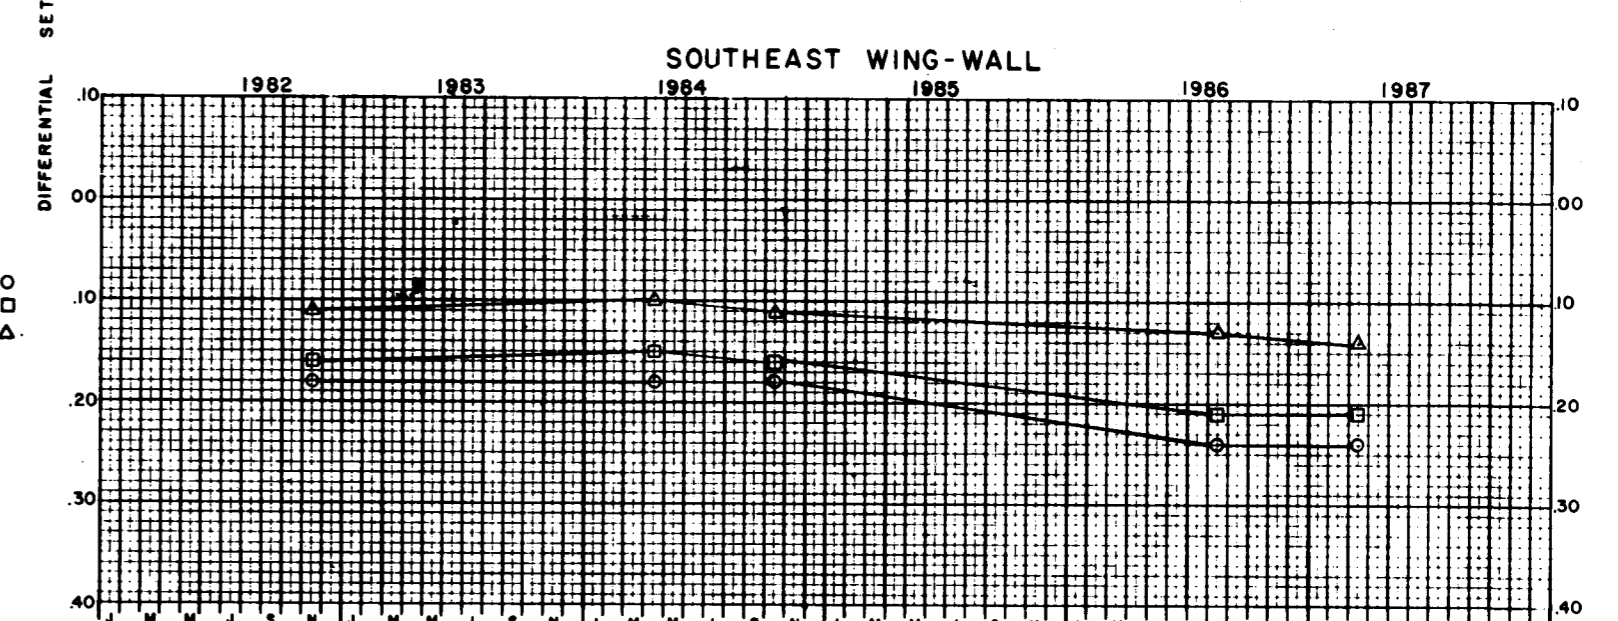 DIFFERENTIAL SET
SOUTHEAST WING-WALL
1982 1983 1984 1985 1986 1987
.10 .10
00 .00
.10 .10
.20 .20
.30 .30
.40 .40